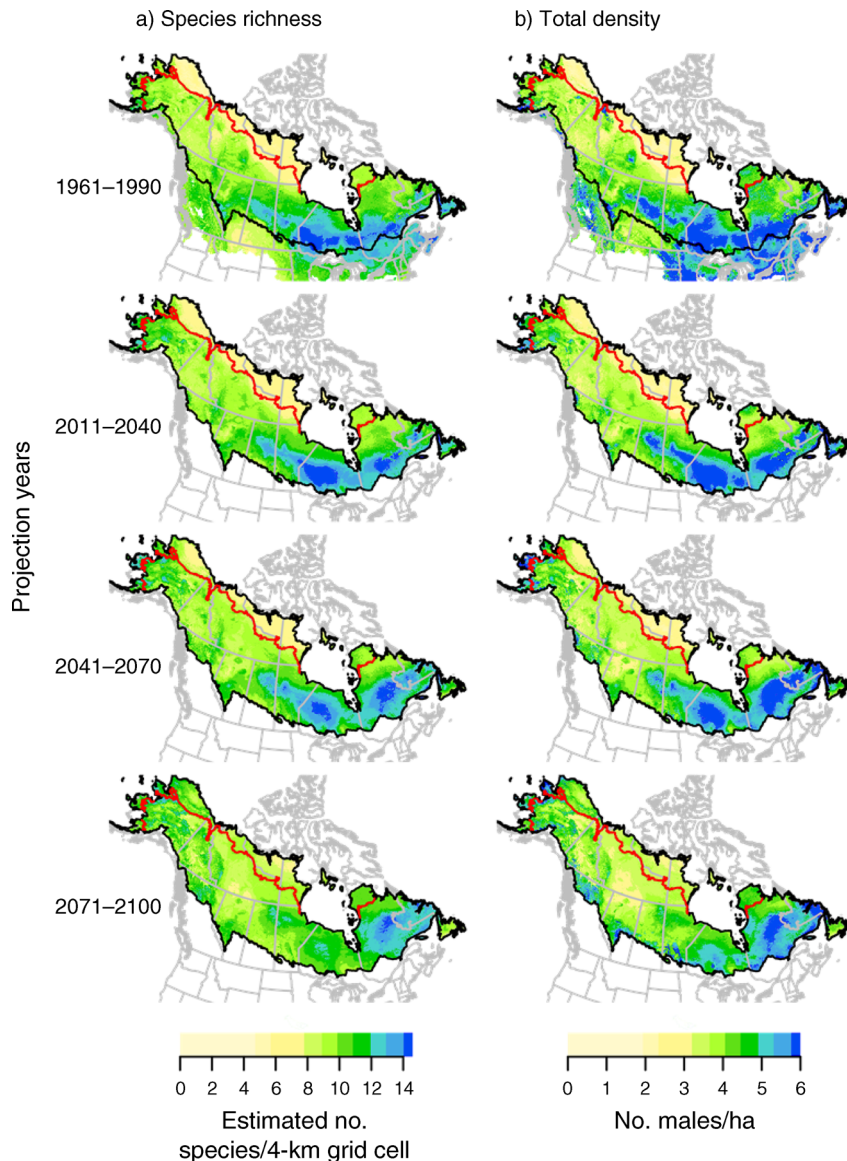 a) Species richness
b) Total density
Projection years
1961–1990
2011–2040
2041–2070
2071–2100
0 2 4 6 8 10 12 14
Estimated no.
species/4-km grid cell
0 1 2 3 4 5 6
No. males/ha